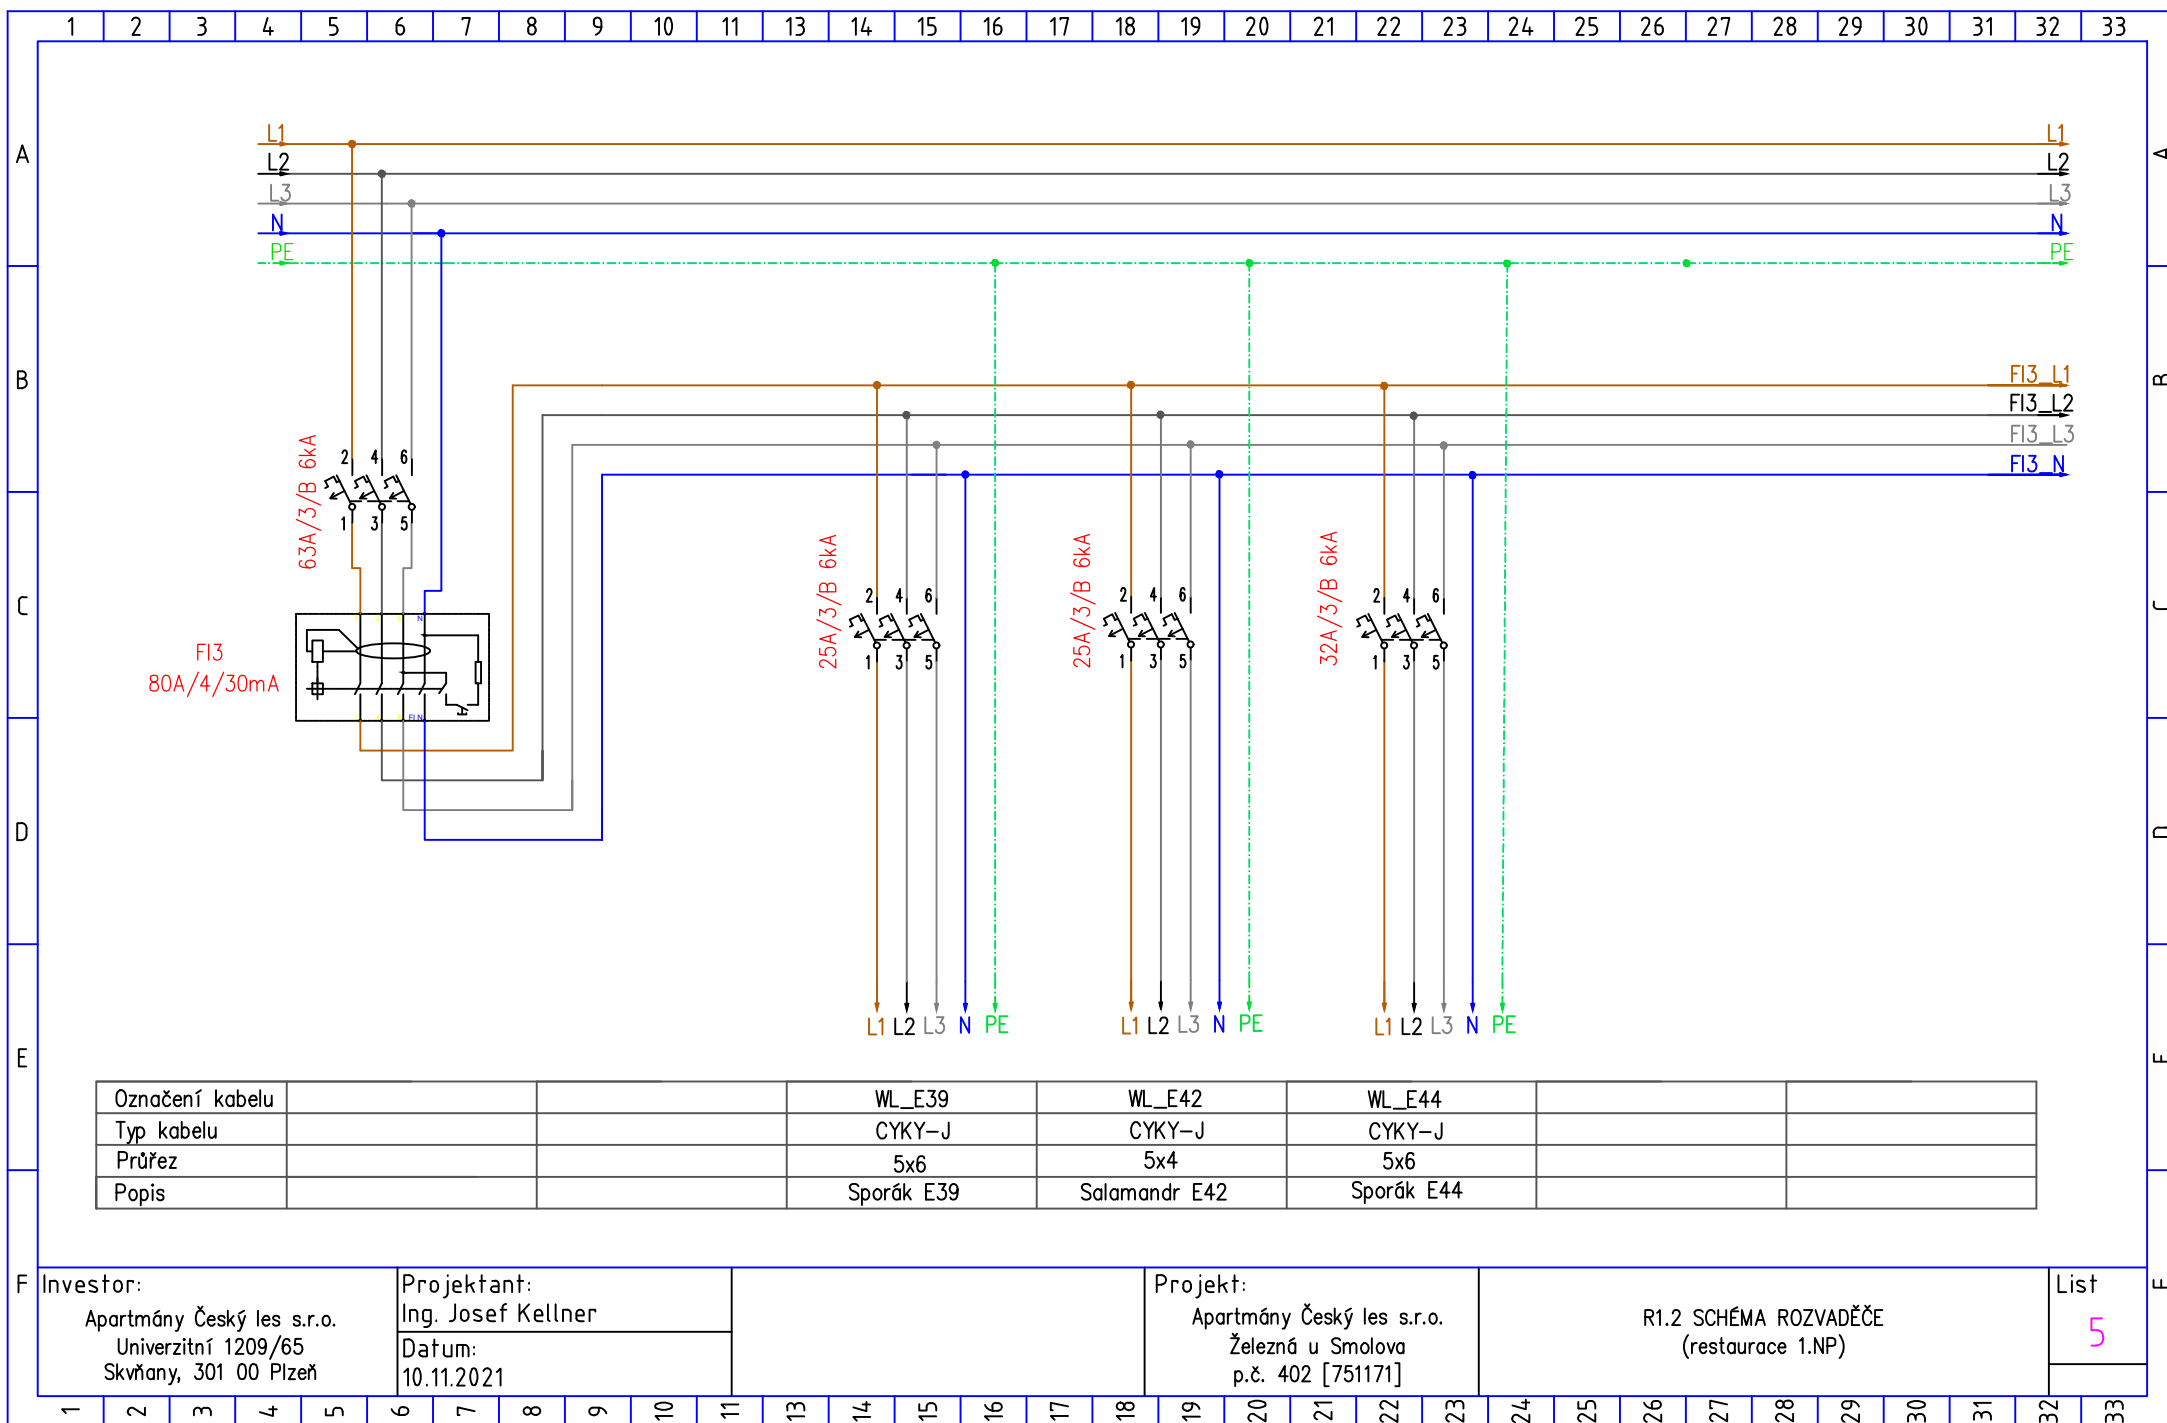 1 2 3 4 5 6 7 8 9 10 11 13 14 15 16 17 18 19 20 21 22 23 24 25 26 27 28 29 30 31 32 33
L1 L1
A A
L2 L2
L3 L3
N N
PE PE
B B
FI3_L1
FI3_L2
FI3_L3
FI3_N
63A/3/B 6kA
2 4 6
1 3 5
25A/3/B 6kA
2 4 6
1 3 5
25A/3/B 6kA
2 4 6
1 3 5
32A/3/B 6kA
2 4 6
1 3 5
C C
N
FI3
80A/4/30mA
FI N
D D
L1 L2 L3 N PE
L1 L2 L3 N PE
L1 L2 L3 N PE
E E
Označení kabelu WL_E39 WL_E42 WL_E44
Typ kabelu CYKY-J CYKY-J CYKY-J
Průřez 5x6 5x4 5x6
Popis Sporák E39 Salamandr E42 Sporák E44
F F
Investor:
Apartmány Český les s.r.o.
Univerzitní 1209/65
Skvňany, 301 00 Plzeň
Projektant:
Ing. Josef Kellner
Datum:
10.11.2021
Projekt:
Apartmány Český les s.r.o.
Železná u Smolova
p.č. 402 [751171]
R1.2 SCHÉMA ROZVADĚČE
(restaurace 1.NP)
List
5
1 2 3 4 5 6 7 8 9 10 11 13 14 15 16 17 18 19 20 21 22 23 24 25 26 27 28 29 30 31 32 33